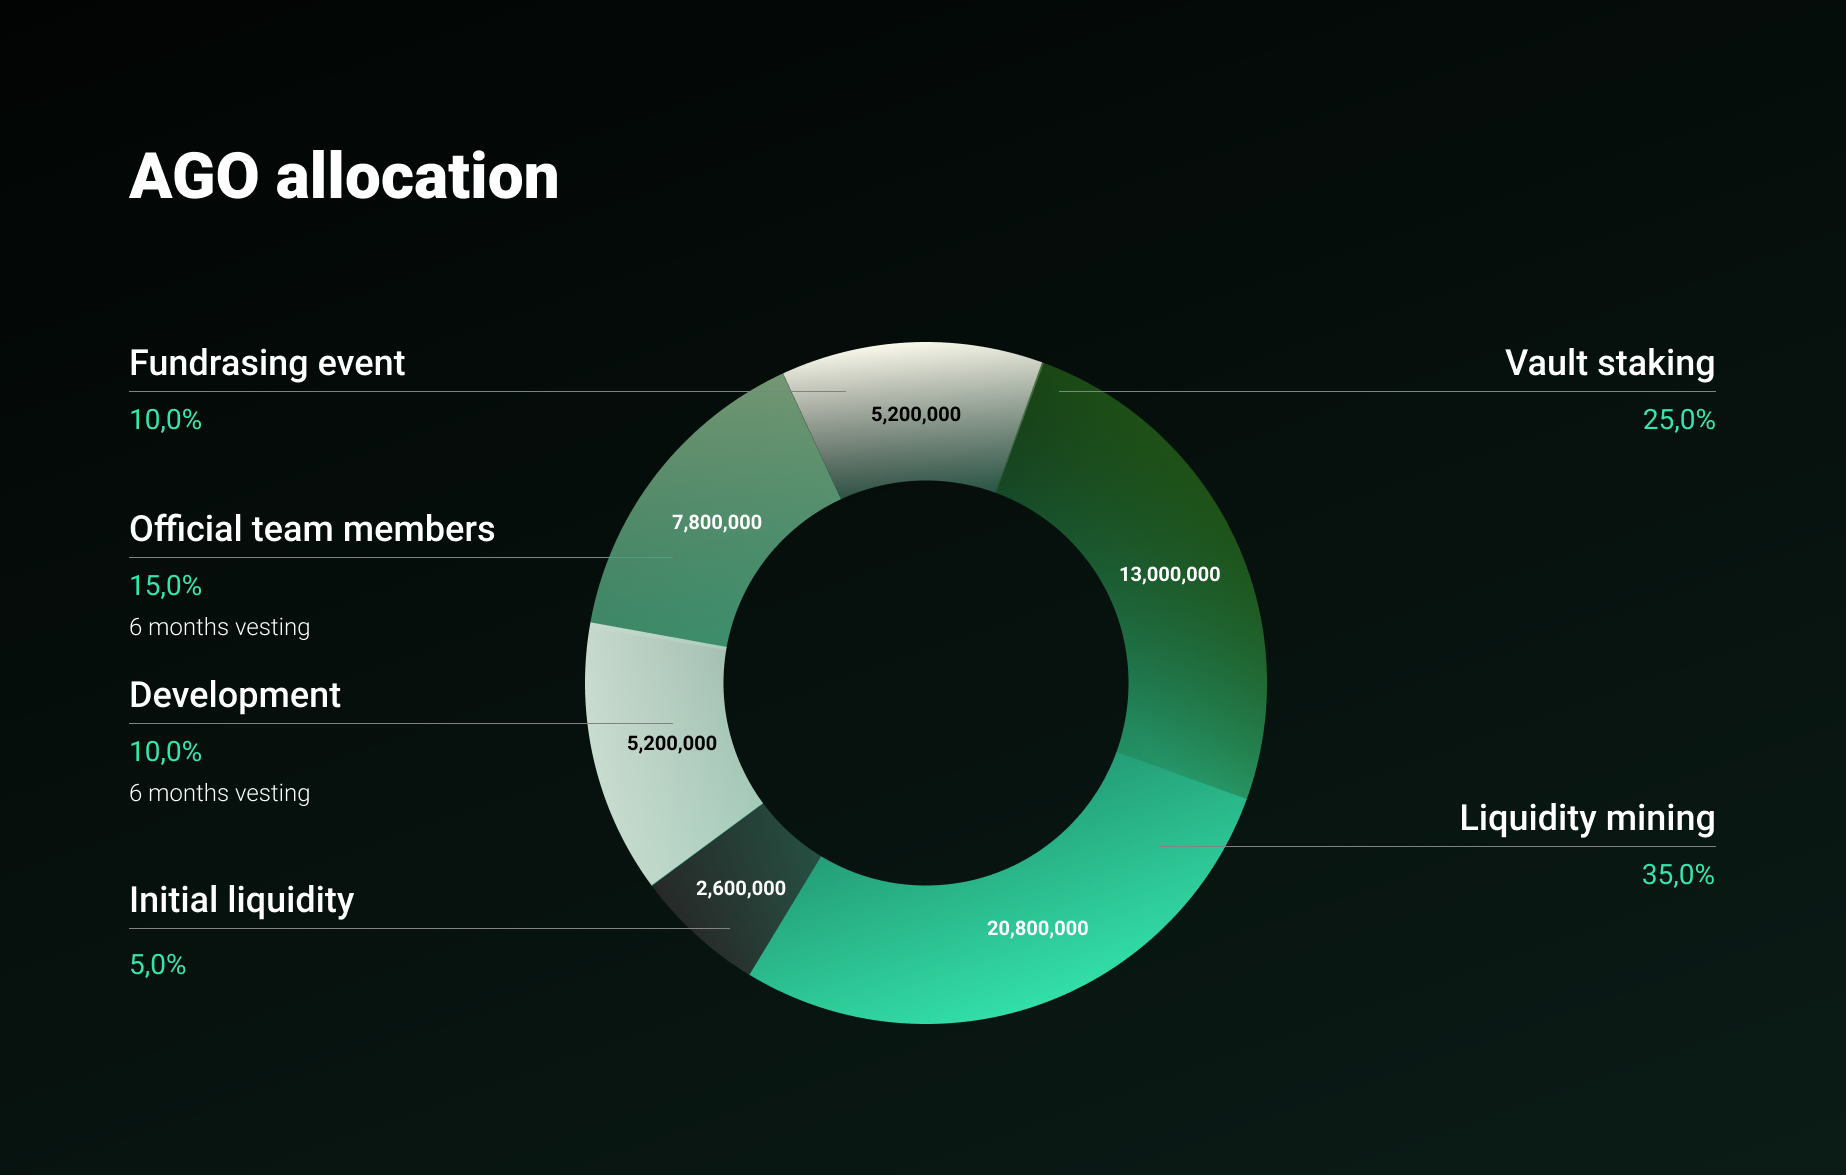 AGO allocation
Fundrasing event
10,0%
Official team members
15,0%
6 months vesting
Development
10,0%
6 months vesting
Initial liquidity
5,0%
5,200,000
7,800,000
13,000,000
5,200,000
2,600,000
20,800,000
Vault staking
25,0%
Liquidity mining
35,0%